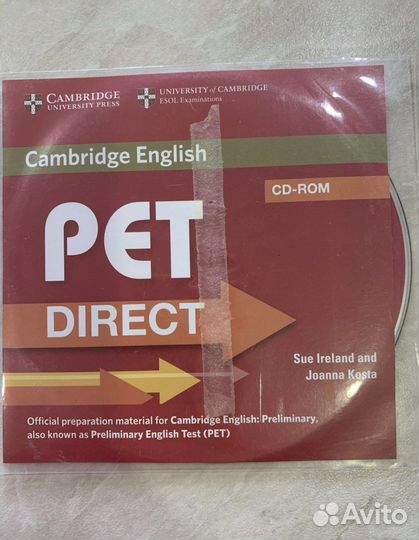 CAMBRIDGE
UNIVERSITY PRESS
UNIVERSITY of CAMBRIDGE
ESOL Examinations
Cambridge English
CD-ROM
PET
DIRECT
Sue Ireland and
Joanna Kosta
Official preparation material for Cambridge English: Preliminary,
also known as Preliminary English Test (PET)
Avito